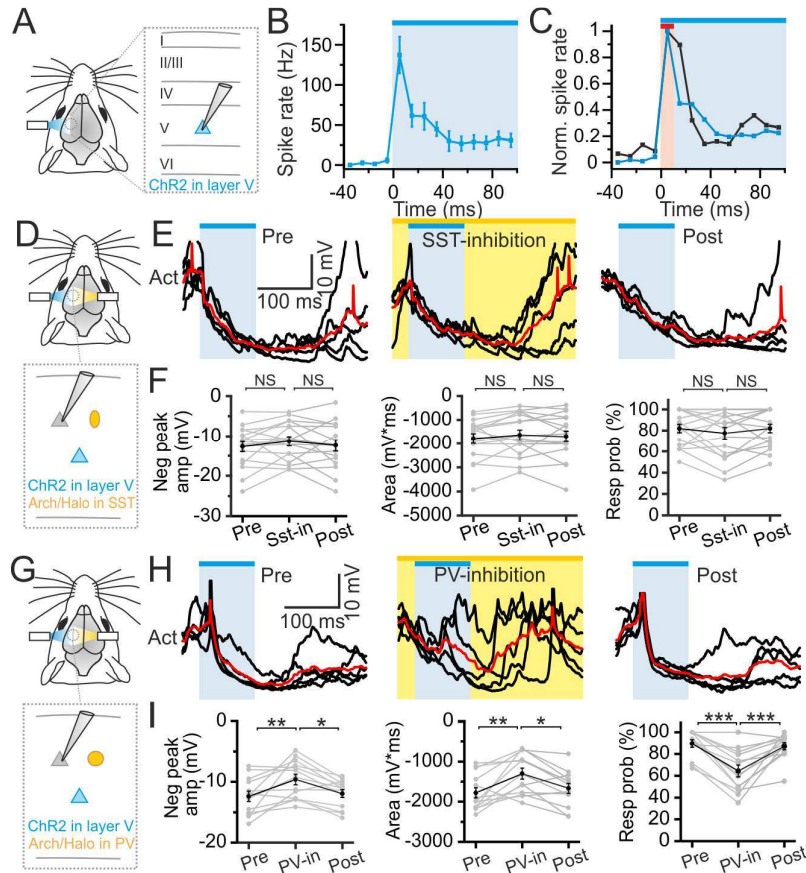 A
I
II/III
IV
V
VI
ChR2 in layer V
B
Spike rate (Hz)
150
100
50
0
-40 0 40 80
Time (ms)
C
Norm. spike rate
1
0.8
0.6
0.4
0.2
0
-40 0 40 80
Time (ms)
D
ChR2 in layer V
Arch/Halo in SST
E
Pre
SST-inhibition
Post
Act
100 ms
10 mV
F
NS NS
Neg peak
amp (mV)
0
-10
-20
-30
Pre Sst-in Post
NS NS
Area (mV*ms)
0
-1000
-2000
-3000
-4000
-5000
Pre Sst-in Post
NS NS
Resp prob (%)
100
80
60
40
20
0
Pre Sst-in Post
G
ChR2 in layer V
Arch/Halo in PV
H
Pre
PV-inhibition
Post
Act
100 ms
10 mV
I
** *
Neg peak
amp (mV)
0
-10
-20
Pre PV-in Post
** *
Area (mV*ms)
0
-1000
-2000
-3000
Pre PV-in Post
*** ***
Resp prob (%)
100
80
60
40
20
0
Pre PV-in Post